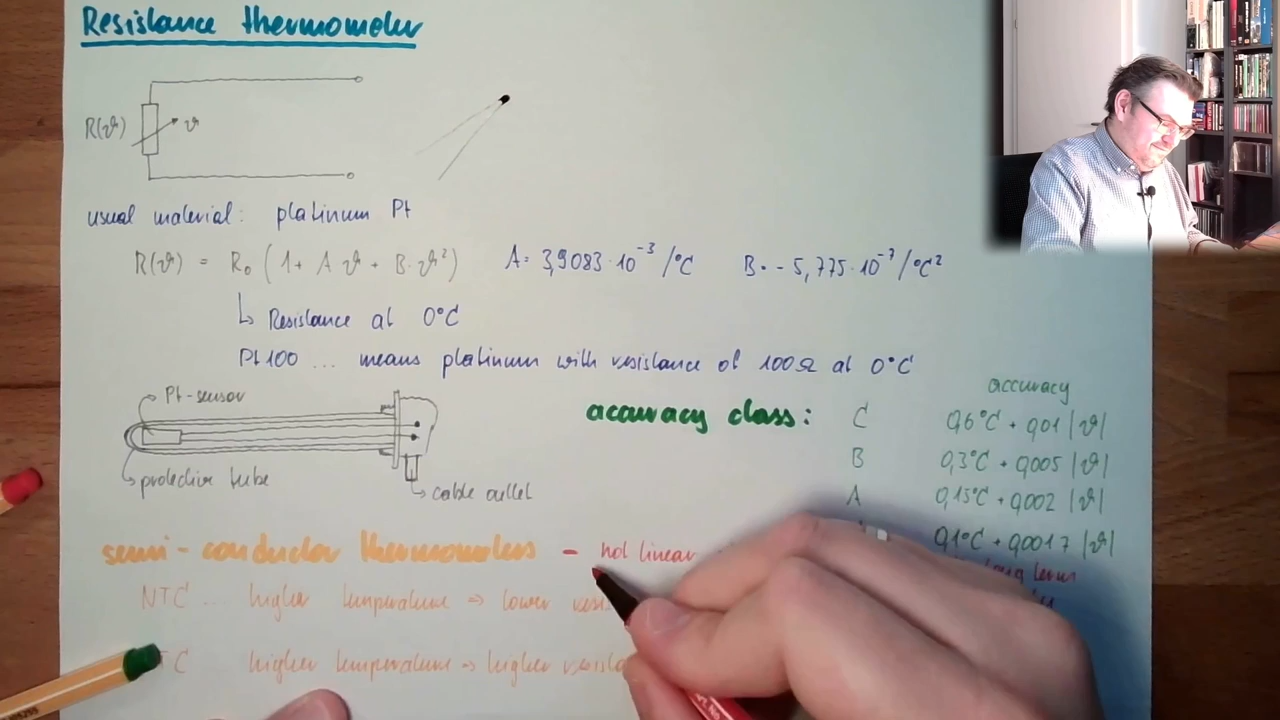 Resistance thermometer
R(ϑ)
ϑ
usual material: platinum Pt
R(ϑ) = R₀ (1 + A·ϑ + B·ϑ²) A = 3,9083·10⁻³ /°C B = -5,775·10⁻⁷ /°C²
Resistance at 0°C
Pt100 ... means platinum with resistance of 100Ω at 0°C
Pt-sensor
protective tube
cable outlet
accuracy class:
accuracy
C 0,6°C + 0,01 |ϑ|
B 0,3°C + 0,005 |ϑ|
A 0,15°C + 0,002 |ϑ|
0,1°C + 0,0017 |ϑ|
semi-conductor thermometers - not linear
long term
NTC ... higher temperature ⇒ lower
higher temperature ⇒ higher